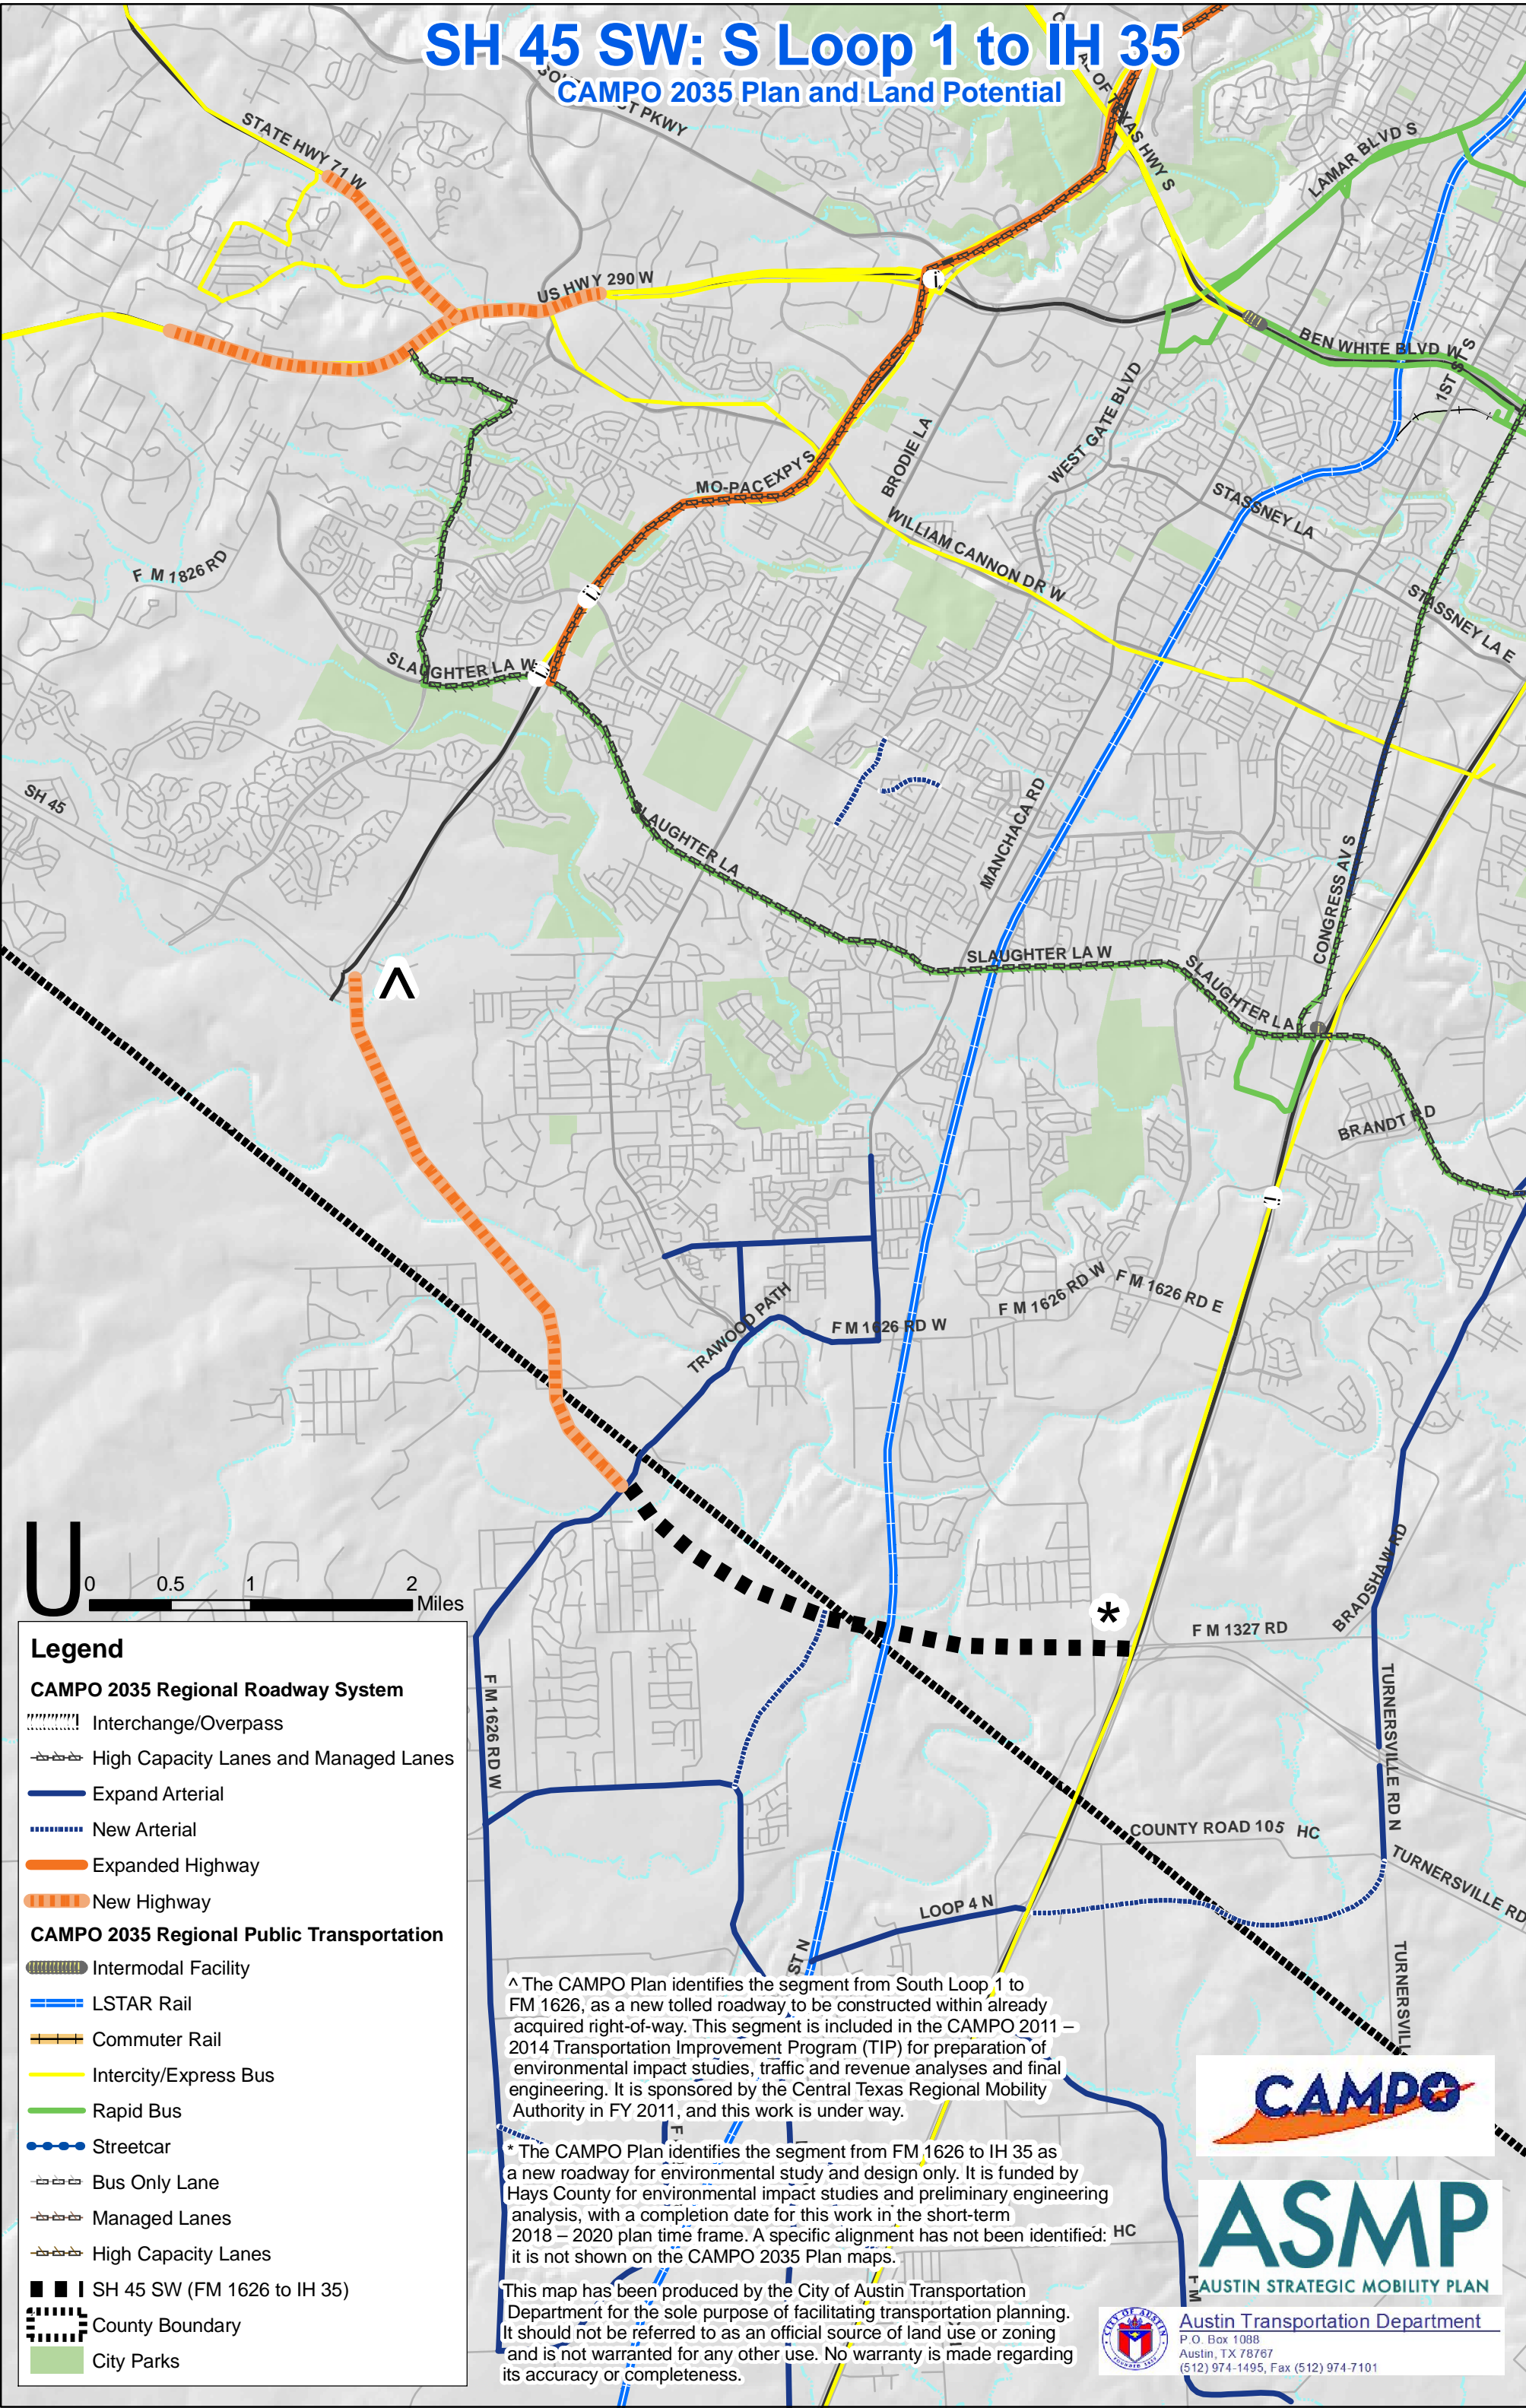 SH 45 SW: S Loop 1 to IH 35
CAMPO 2035 Plan and Land Potential
STATE HWY 71 W
PKWY
TEXAS HWY S
LAMAR BLVD S
US HWY 290 W
BEN WHITE BLVD W
1ST ST S
BRODIE LA
WEST GATE BLVD
MO-PAC EXPY S
STASSNEY LA
WILLIAM CANNON DR W
F M 1826 RD
STASSNEY LA E
SLAUGHTER LA W
SH 45
SLAUGHTER LA
MANCHACA RD
CONGRESS AV S
SLAUGHTER LA W
SLAUGHTER LA
^
BRANDT RD
F M 1626 RD W
F M 1626 RD E
TRAWOOD PATH
F M 1626 RD W
*
F M 1327 RD
BRADSHAW RD
F M 1626 RD W
TURNERSVILLE RD N
COUNTY ROAD 105 HC
TURNERSVILLE RD
LOOP 4 N
ST N
TURNERSVILL
U
0 0.5 1 2
Miles
Legend
CAMPO 2035 Regional Roadway System
Interchange/Overpass
High Capacity Lanes and Managed Lanes
Expand Arterial
New Arterial
Expanded Highway
New Highway
CAMPO 2035 Regional Public Transportation
Intermodal Facility
LSTAR Rail
Commuter Rail
Intercity/Express Bus
Rapid Bus
Streetcar
Bus Only Lane
Managed Lanes
High Capacity Lanes
SH 45 SW (FM 1626 to IH 35)
County Boundary
City Parks
^ The CAMPO Plan identifies the segment from South Loop 1 to
FM 1626, as a new tolled roadway to be constructed within already
acquired right-of-way. This segment is included in the CAMPO 2011 –
2014 Transportation Improvement Program (TIP) for preparation of
environmental impact studies, traffic and revenue analyses and final
engineering. It is sponsored by the Central Texas Regional Mobility
Authority in FY 2011, and this work is under way.
* The CAMPO Plan identifies the segment from FM 1626 to IH 35 as
a new roadway for environmental study and design only. It is funded by
Hays County for environmental impact studies and preliminary engineering
analysis, with a completion date for this work in the short-term
2018 – 2020 plan time frame. A specific alignment has not been identified:
it is not shown on the CAMPO 2035 Plan maps.
HC
F M
This map has been produced by the City of Austin Transportation
Department for the sole purpose of facilitating transportation planning.
It should not be referred to as an official source of land use or zoning
and is not warranted for any other use. No warranty is made regarding
its accuracy or completeness.
CAMPO
ASMP
AUSTIN STRATEGIC MOBILITY PLAN
CITY OF AUSTIN
FOUNDED 1839
Austin Transportation Department
P.O. Box 1088
Austin, TX 78767
(512) 974-1495, Fax (512) 974-7101